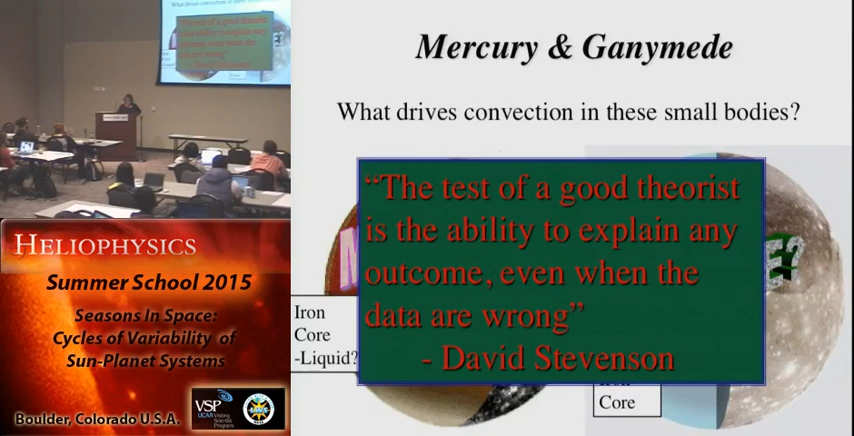 Mercury & Ganymede
What drives convection in these small bodies?
“The test of a good theorist
is the ability to explain any
outcome, even when the
data are wrong”
- David Stevenson
Iron
Core
-Liquid?
Core
HELIOPHYSICS
Summer School 2015
Seasons In Space:
Cycles of Variability of
Sun-Planet Systems
Boulder, Colorado U.S.A.
VSP
UCAR Visiting
Scientist
Programs